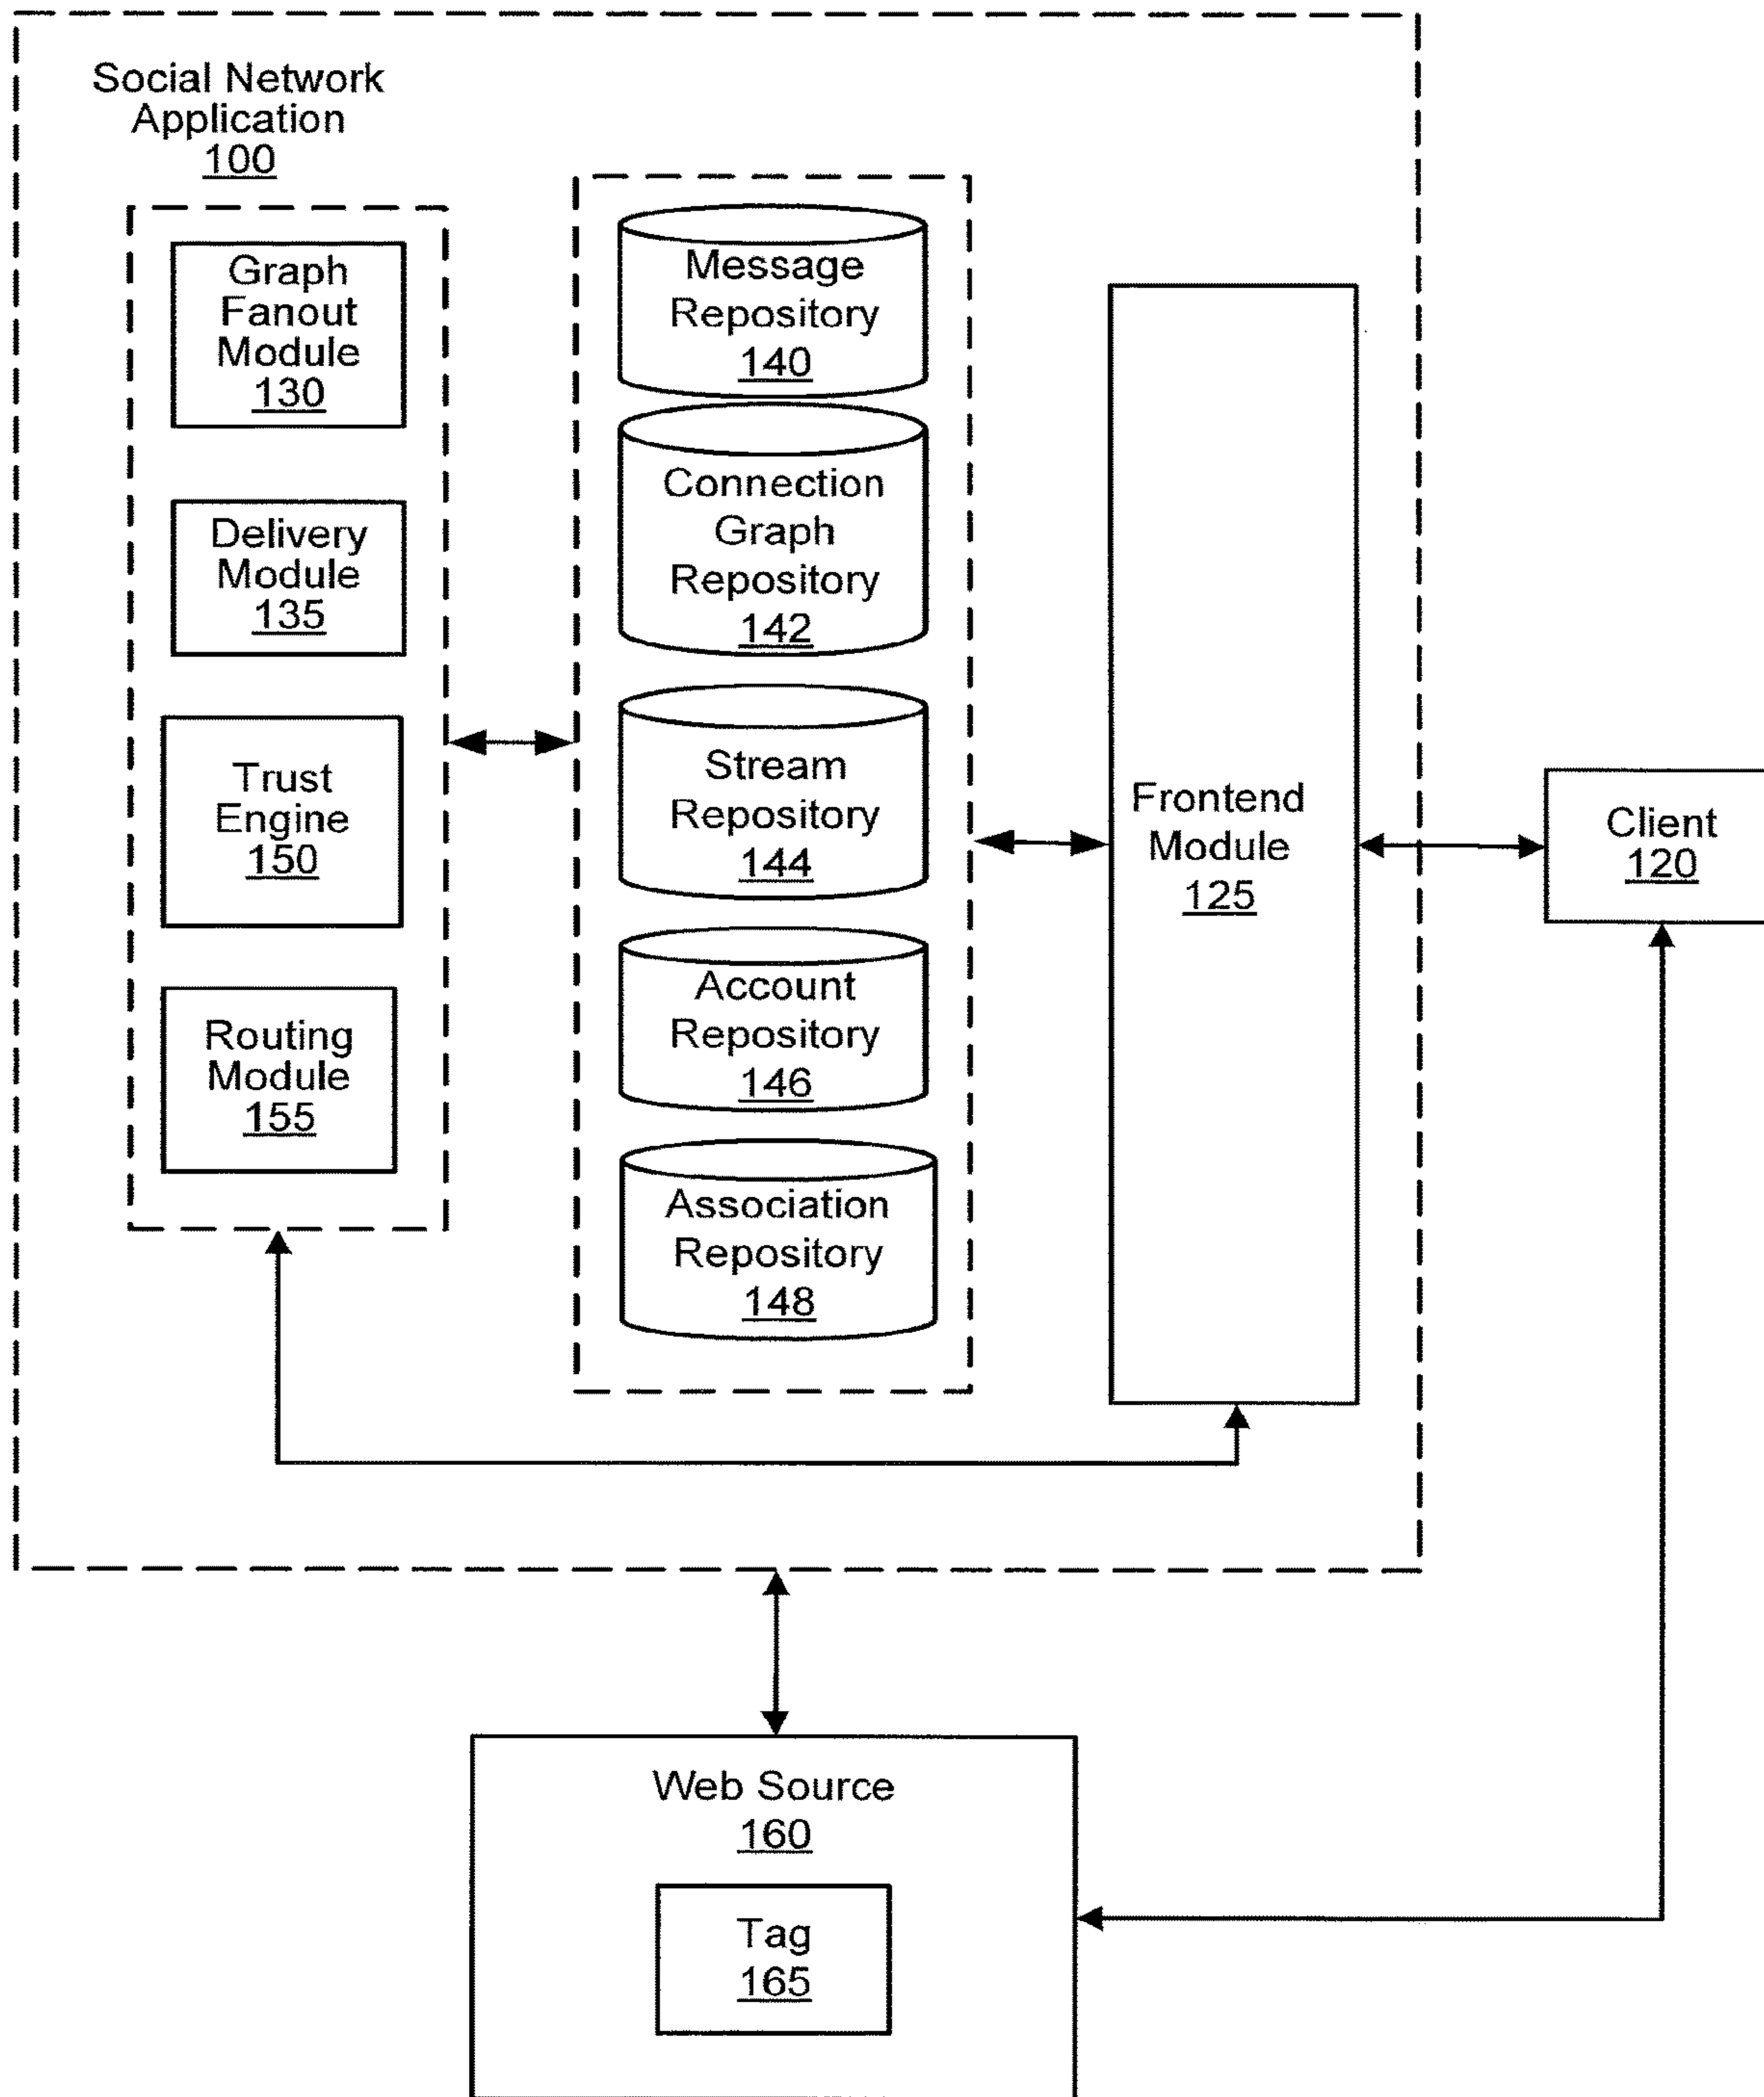 Social Network
Application
100
Graph
Fanout
Module
130
Delivery
Module
135
Trust
Engine
150
Routing
Module
155
Message
Repository
140
Connection
Graph
Repository
142
Stream
Repository
144
Account
Repository
146
Association
Repository
148
Frontend
Module
125
Client
120
Web Source
160
Tag
165